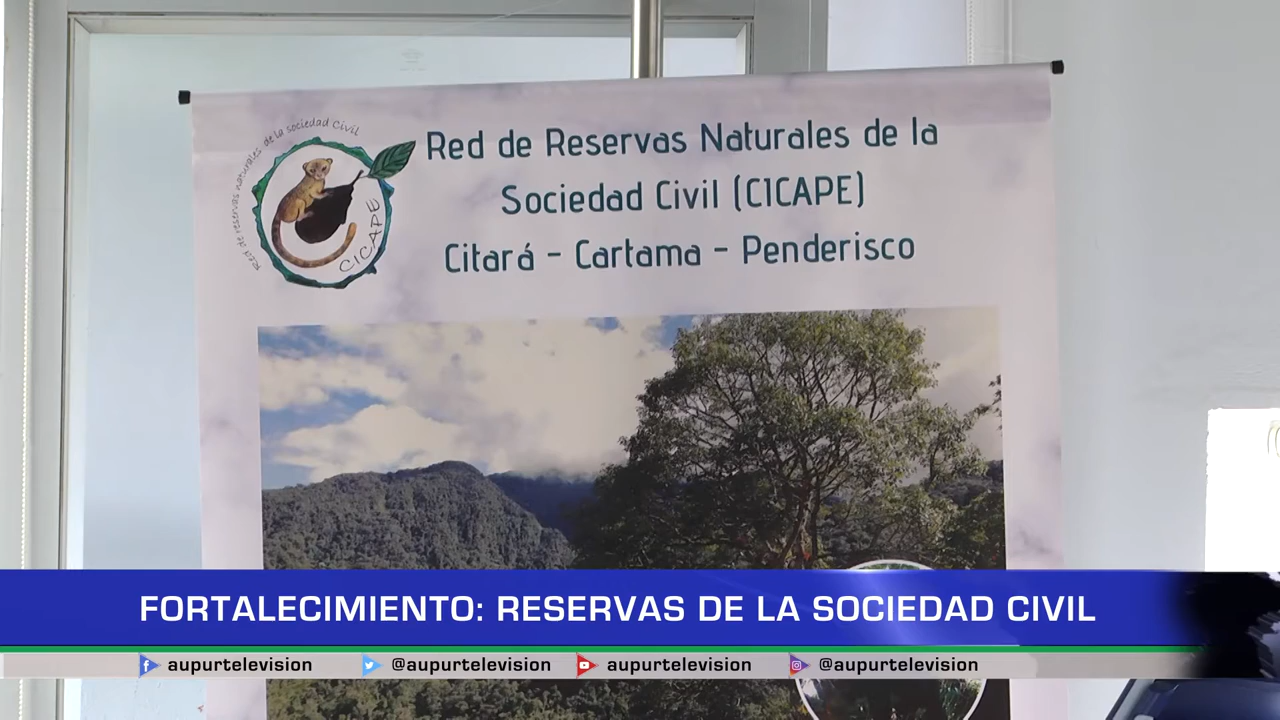 Red de reservas naturales de la sociedad Civil
CICAPE
Red de Reservas Naturales de la
Sociedad Civil (CICAPE)
Citará - Cartama - Penderisco
FORTALECIMIENTO: RESERVAS DE LA SOCIEDAD CIVIL
aupurtelevision @aupurtelevision aupurtelevision @aupurtelevision